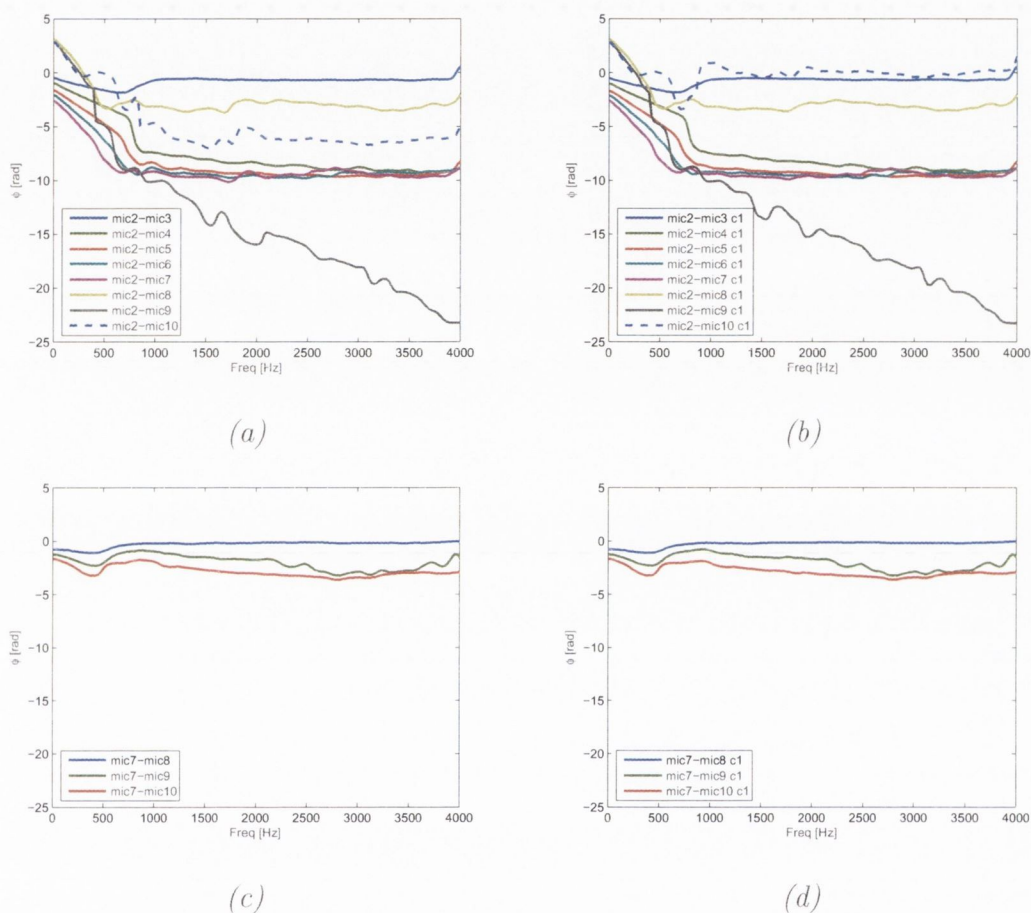 5
0
−5
−10
−15
−20
−25
φ [rad]
mic2−mic3
mic2−mic4
mic2−mic5
mic2−mic6
mic2−mic7
mic2−mic8
mic2−mic9
mic2−mic10
0 500 1000 1500 2000 2500 3000 3500 4000
Freq [Hz]
(a)
5
0
−5
−10
−15
−20
−25
φ [rad]
mic2−mic3 c1
mic2−mic4 c1
mic2−mic5 c1
mic2−mic6 c1
mic2−mic7 c1
mic2−mic8 c1
mic2−mic9 c1
mic2−mic10 c1
0 500 1000 1500 2000 2500 3000 3500 4000
Freq [Hz]
(b)
5
0
−5
−10
−15
−20
−25
φ [rad]
mic7−mic8
mic7−mic9
mic7−mic10
0 500 1000 1500 2000 2500 3000 3500 4000
Freq [Hz]
(c)
5
0
−5
−10
−15
−20
−25
φ [rad]
mic7−mic8 c1
mic7−mic9 c1
mic7−mic10 c1
0 500 1000 1500 2000 2500 3000 3500 4000
Freq [Hz]
(d)